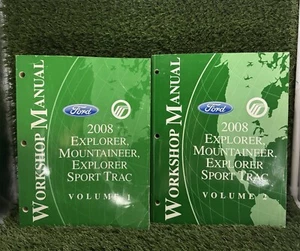 WORKSHOP MANUAL
Ford
2008
EXPLORER,
MOUNTAINEER,
EXPLORER
SPORT TRAC
VOLUME 1
WORKSHOP MANUAL
Ford
2008
EXPLORER,
MOUNTAINEER,
EXPLORER
SPORT TRAC
VOLUME 2